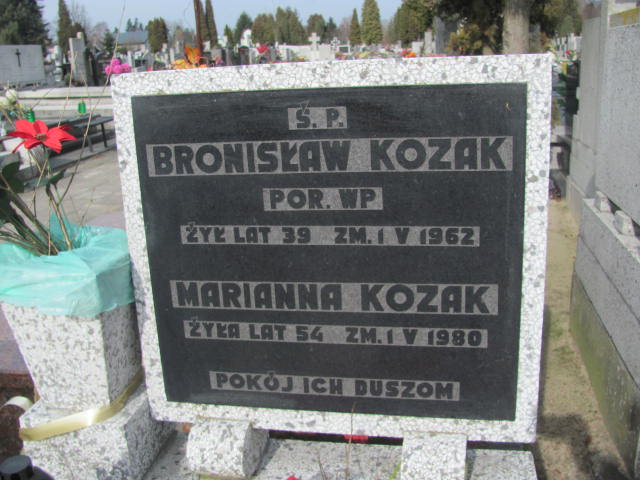 Ś. P.
BRONISŁAW KOZAK
POR. WP
ŻYŁ LAT 39 ZM. 1 V 1962
MARIANNA KOZAK
ŻYŁA LAT 54 ZM. 1 V 1980
POKÓJ ICH DUSZOM